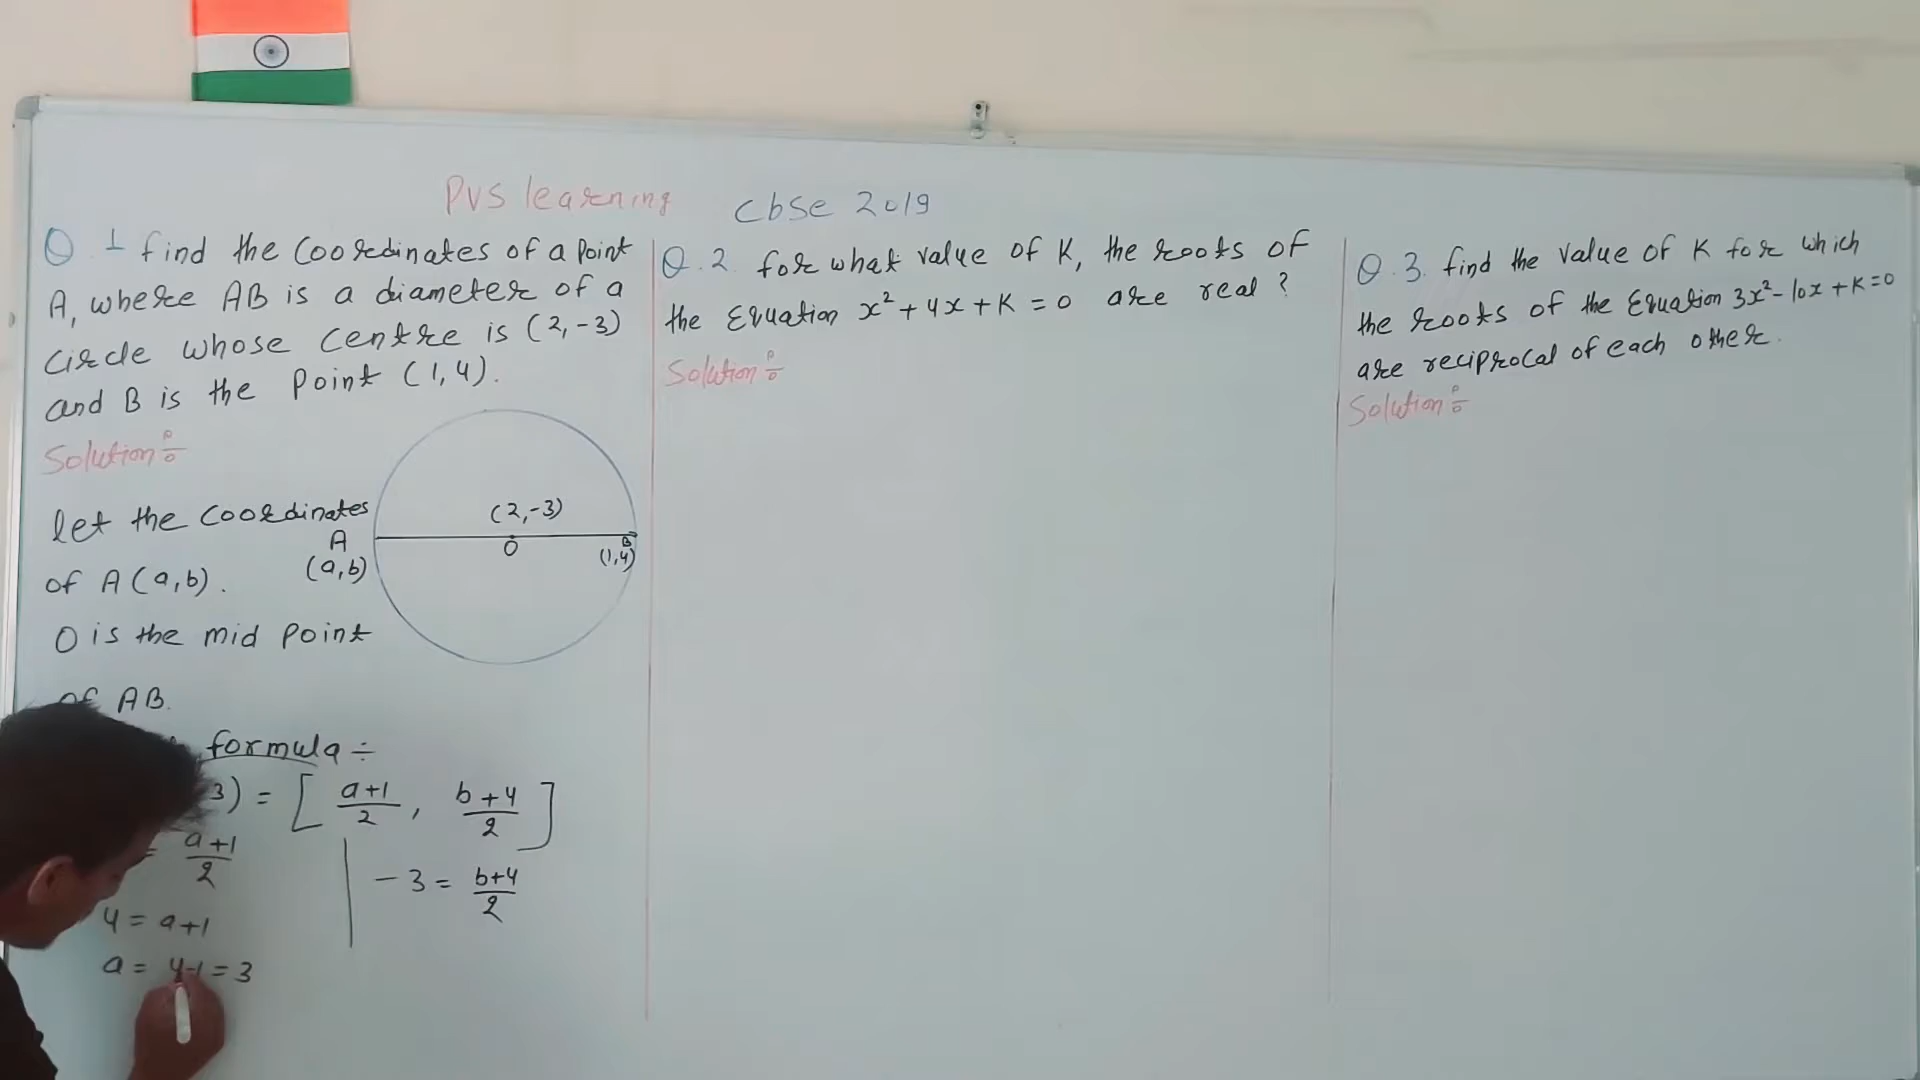 PVS learning CBSE 2019
Q.1 find the coordinates of a point
A, where AB is a diameter of a
circle whose centre is (2,-3)
and B is the point (1,4).
Solution ÷
let the coordinates
of A(a,b).
O is the mid point
of AB.
formula ÷
3) = [ a+1/2 , b+4/2 ]
= a+1/2
4 = a+1
a = 4-1 = 3
-3 = b+4/2
(2,-3)
A
O
B
(a,b)
(1,4)
Q.2 for what value of K, the roots of
the Equation x²+4x+K=0 are real?
Solution ÷
Q.3. find the value of K for which
the roots of the Equation 3x²-10x+K=0
are reciprocal of each other.
Solution ÷